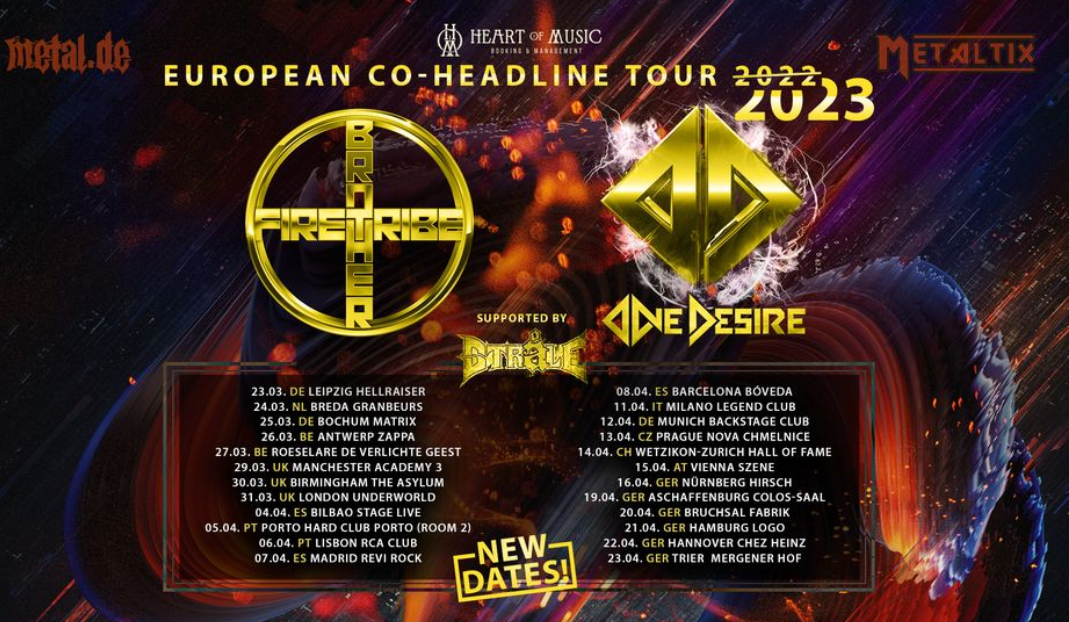 metal.de
HEART OF MUSIC
BOOKING & MANAGEMENT
METALTIX
EUROPEAN CO-HEADLINE TOUR 2022
2023
BROTHER
FIRETRIBE
ONE DESIRE
SUPPORTED BY
STRÅLE
23.03. DE LEIPZIG HELLRAISER
24.03. NL BREDA GRANBEURS
25.03. DE BOCHUM MATRIX
26.03. BE ANTWERP ZAPPA
27.03. BE ROESELARE DE VERLICHTE GEEST
29.03. UK MANCHESTER ACADEMY 3
30.03. UK BIRMINGHAM THE ASYLUM
31.03. UK LONDON UNDERWORLD
04.04. ES BILBAO STAGE LIVE
05.04. PT PORTO HARD CLUB PORTO (ROOM 2)
06.04. PT LISBON RCA CLUB
07.04. ES MADRID REVI ROCK
08.04. ES BARCELONA BÓVEDA
11.04. IT MILANO LEGEND CLUB
12.04. DE MUNICH BACKSTAGE CLUB
13.04. CZ PRAGUE NOVA CHMELNICE
14.04. CH WETZIKON-ZURICH HALL OF FAME
15.04. AT VIENNA SZENE
16.04. GER NÜRNBERG HIRSCH
19.04. GER ASCHAFFENBURG COLOS-SAAL
20.04. GER BRUCHSAL FABRIK
21.04. GER HAMBURG LOGO
22.04. GER HANNOVER CHEZ HEINZ
23.04. GER TRIER MERGENER HOF
NEW
DATES!